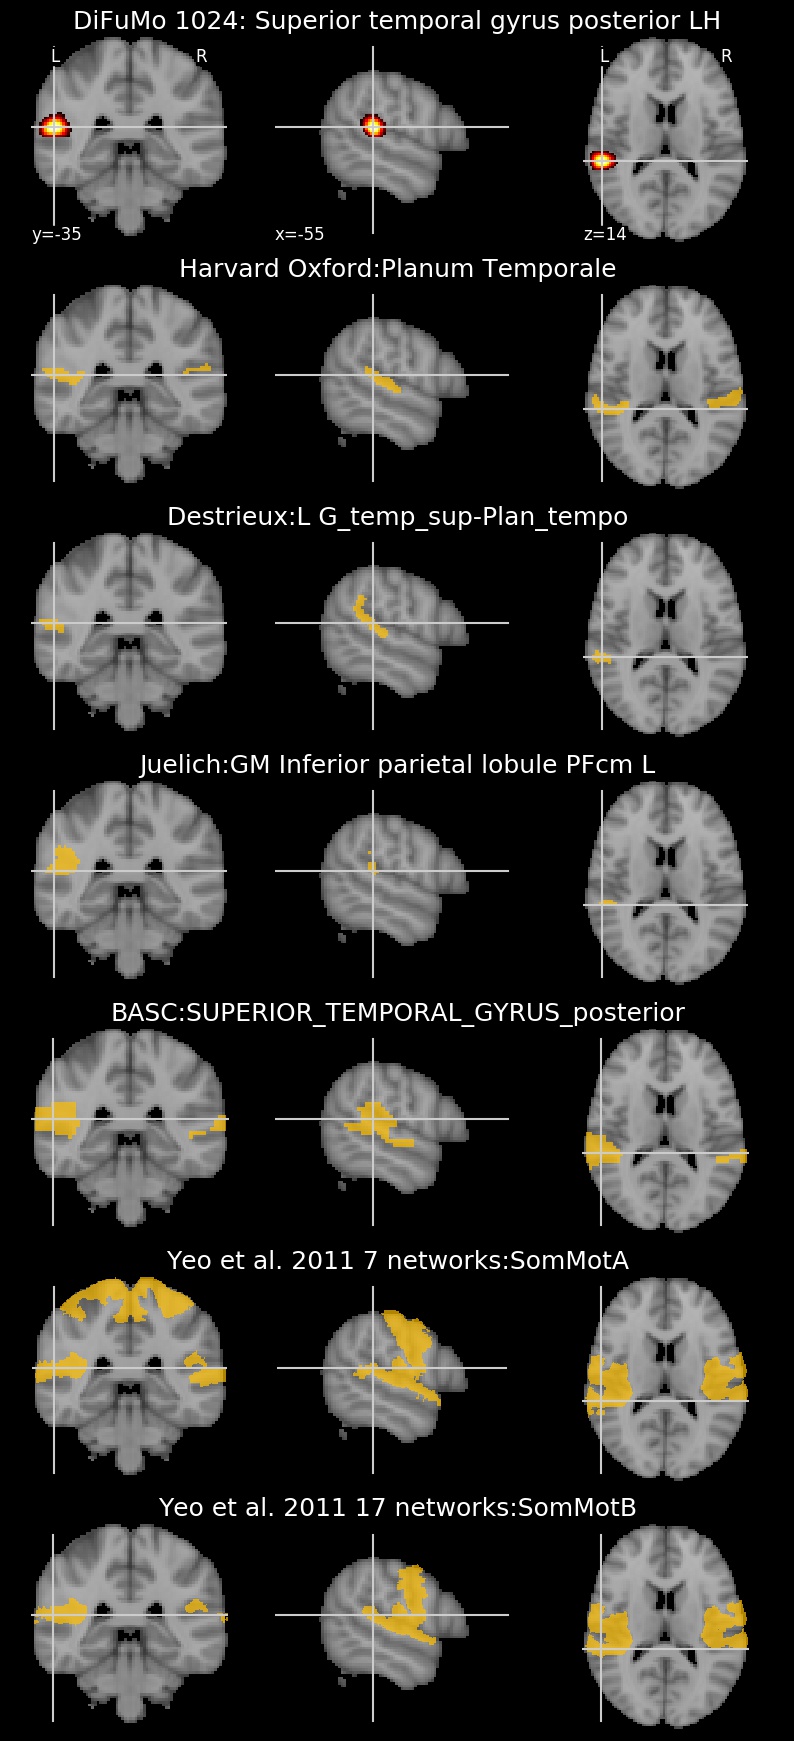 DiFuMo 1024: Superior temporal gyrus posterior LH
L R L R
y=-35 x=-55 z=14
Harvard Oxford:Planum Temporale
Destrieux:L G_temp_sup-Plan_tempo
Juelich:GM Inferior parietal lobule PFcm L
BASC:SUPERIOR_TEMPORAL_GYRUS_posterior
Yeo et al. 2011 7 networks:SomMotA
Yeo et al. 2011 17 networks:SomMotB